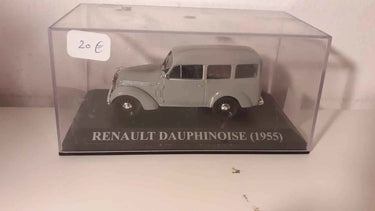 20 €
RENAULT DAUPHINOISE (1955)